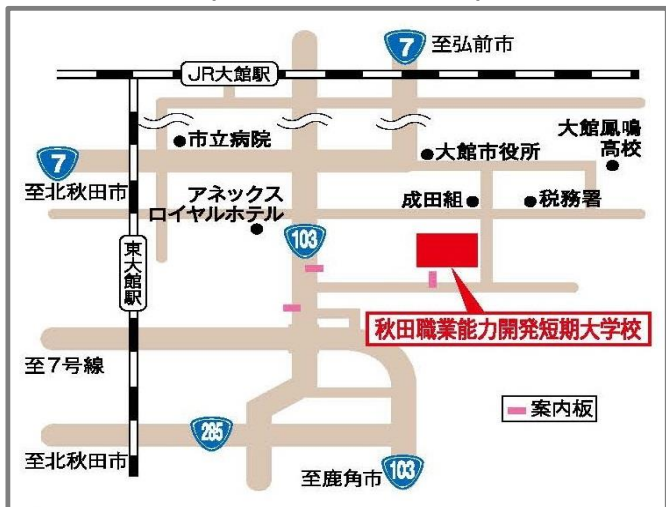 7
至弘前市
JR大館駅
市立病院
大館市役所
大館鳳鳴
高校
7
至北秋田市
アネックス
ロイヤルホテル
成田組
税務署
103
東大館駅
秋田職業能力開発短期大学校
至7号線
案内板
285
至北秋田市
至鹿角市
103